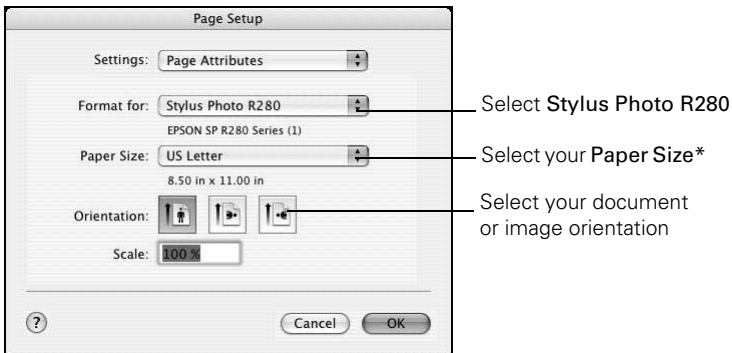 Page Setup
Settings: Page Attributes
Format for: Stylus Photo R280
EPSON SP R280 Series (1)
Select Stylus Photo R280
Paper Size: US Letter
8.50 in x 11.00 in
Select your Paper Size*
Orientation:
Select your document
or image orientation
Scale: 100 %
?
Cancel
OK